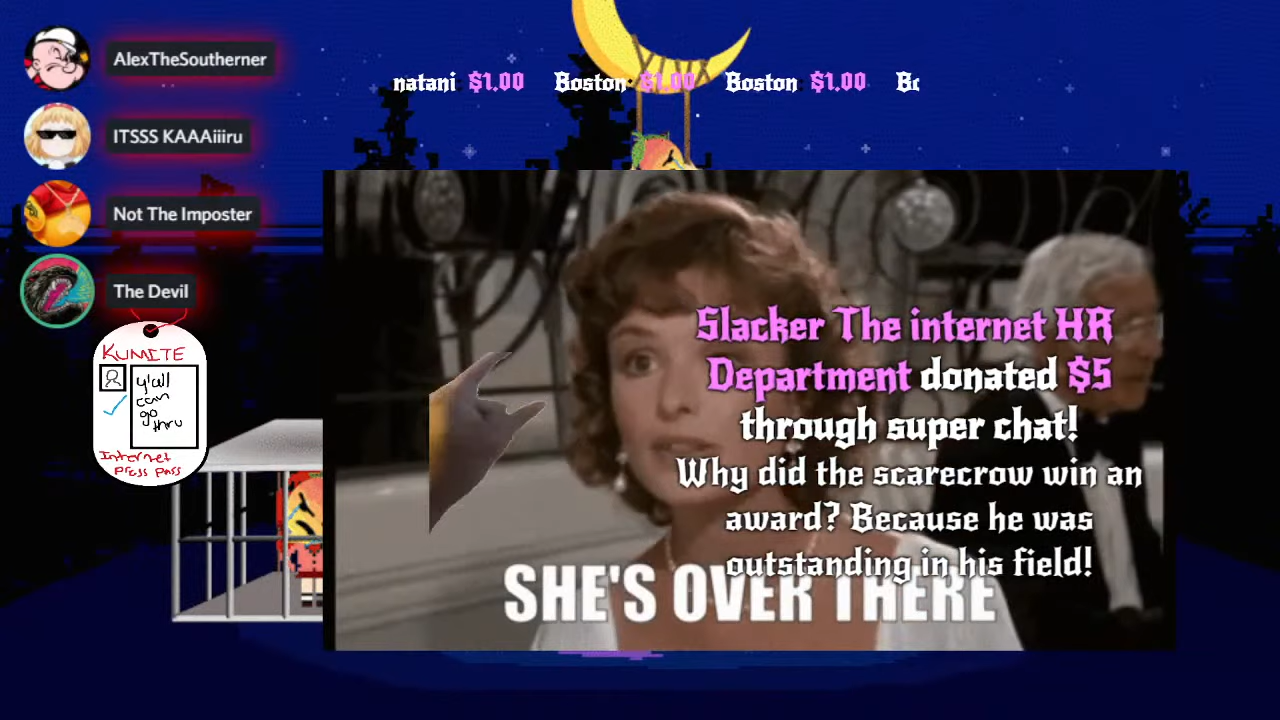 AlexTheSoutherner
ITSSS KAAAiiiru
Not The Imposter
The Devil
natani $1.00 Boston $1.00 Boston $1.00
KUMITE
y'all
can
go
thru
Internet
Press Pass
Slacker The internet HR
Department donated $5
through super chat!
Why did the scarecrow win an
award? Because he was
outstanding in his field!
SHE'S OVER THERE